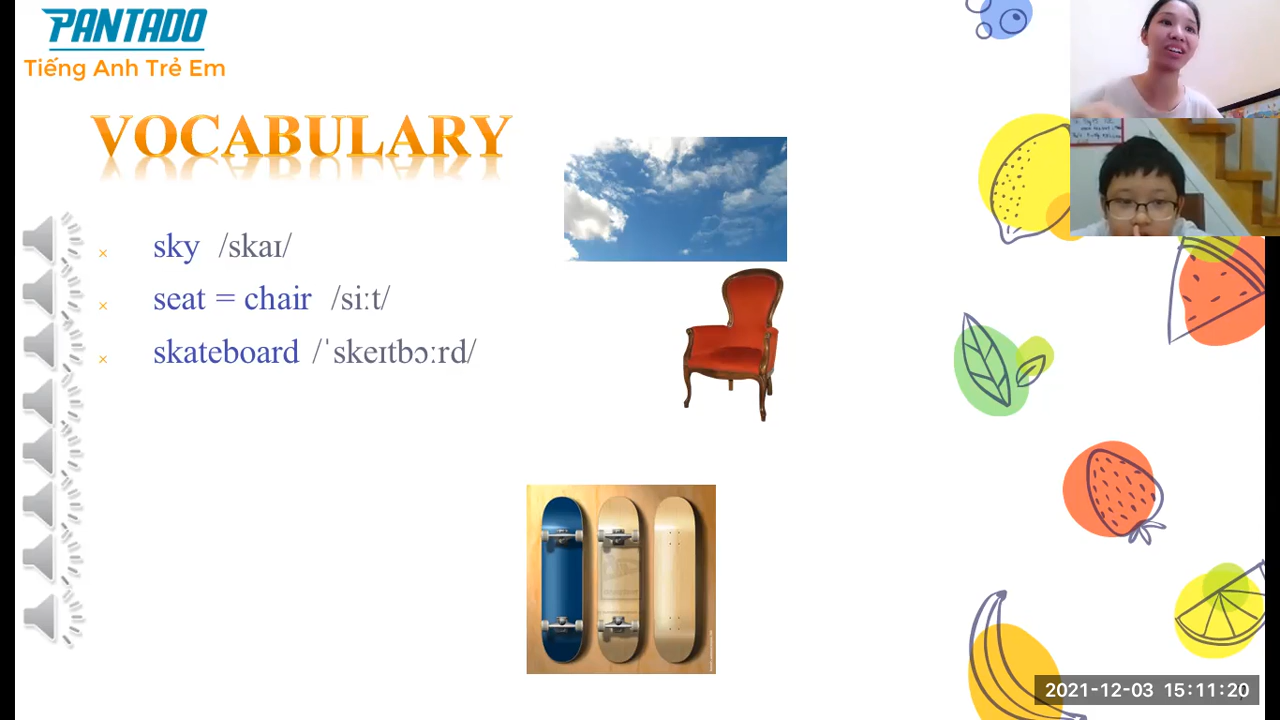 PANTADO
Tiếng Anh Trẻ Em
VOCABULARY
× sky /skaɪ/
× seat = chair /siːt/
× skateboard /ˈskeɪtbɔːrd/
2021-12-03 15:11:20